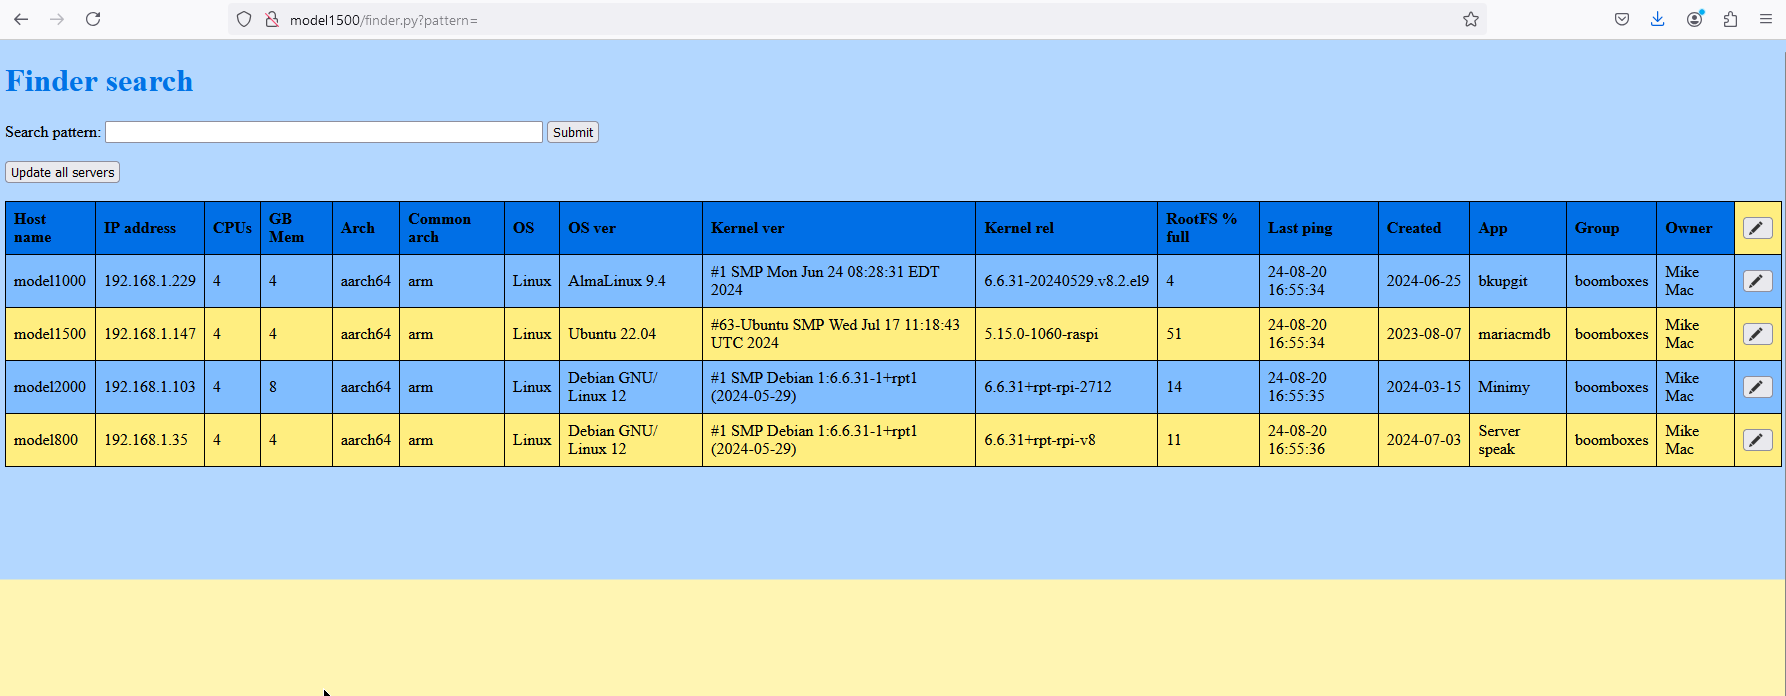 model1500/finder.py?pattern=
Finder search
Search pattern: Submit
Update all servers
Host name IP address CPUs GB Mem Arch Common arch OS OS ver Kernel ver Kernel rel RootFS % full Last ping Created App Group Owner
model1000 192.168.1.229 4 4 aarch64 arm Linux AlmaLinux 9.4 #1 SMP Mon Jun 24 08:28:31 EDT 2024 6.6.31-20240529.v8.2.el9 4 24-08-20 16:55:34 2024-06-25 bkupgit boomboxes Mike Mac
model1500 192.168.1.147 4 4 aarch64 arm Linux Ubuntu 22.04 #63-Ubuntu SMP Wed Jul 17 11:18:43 UTC 2024 5.15.0-1060-raspi 51 24-08-20 16:55:34 2023-08-07 mariacmdb boomboxes Mike Mac
model2000 192.168.1.103 4 8 aarch64 arm Linux Debian GNU/Linux 12 #1 SMP Debian 1:6.6.31-1+rpt1 (2024-05-29) 6.6.31+rpt-rpi-2712 14 24-08-20 16:55:35 2024-03-15 Minimy boomboxes Mike Mac
model800 192.168.1.35 4 4 aarch64 arm Linux Debian GNU/Linux 12 #1 SMP Debian 1:6.6.31-1+rpt1 (2024-05-29) 6.6.31+rpt-rpi-v8 11 24-08-20 16:55:36 2024-07-03 Server speak boomboxes Mike Mac